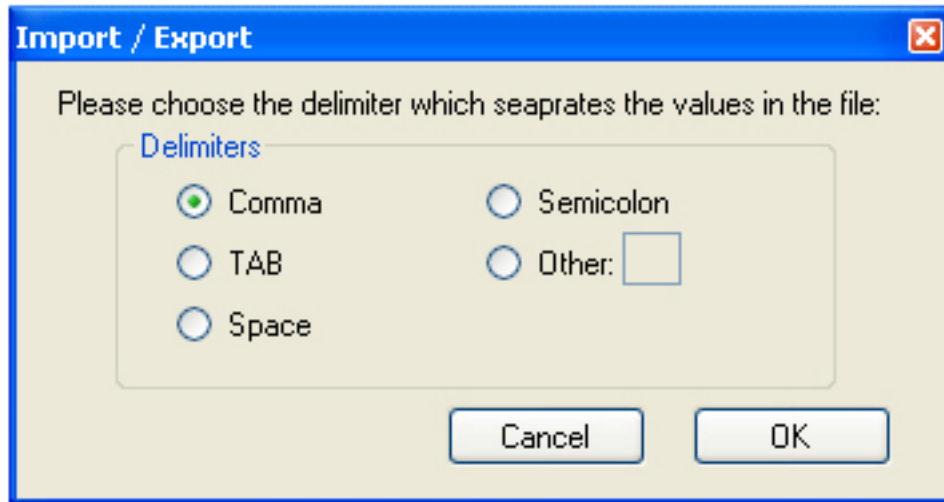 Import / Export
Please choose the delimiter which seaprates the values in the file:
Delimiters
Comma
Semicolon
TAB
Other:
Space
Cancel
OK